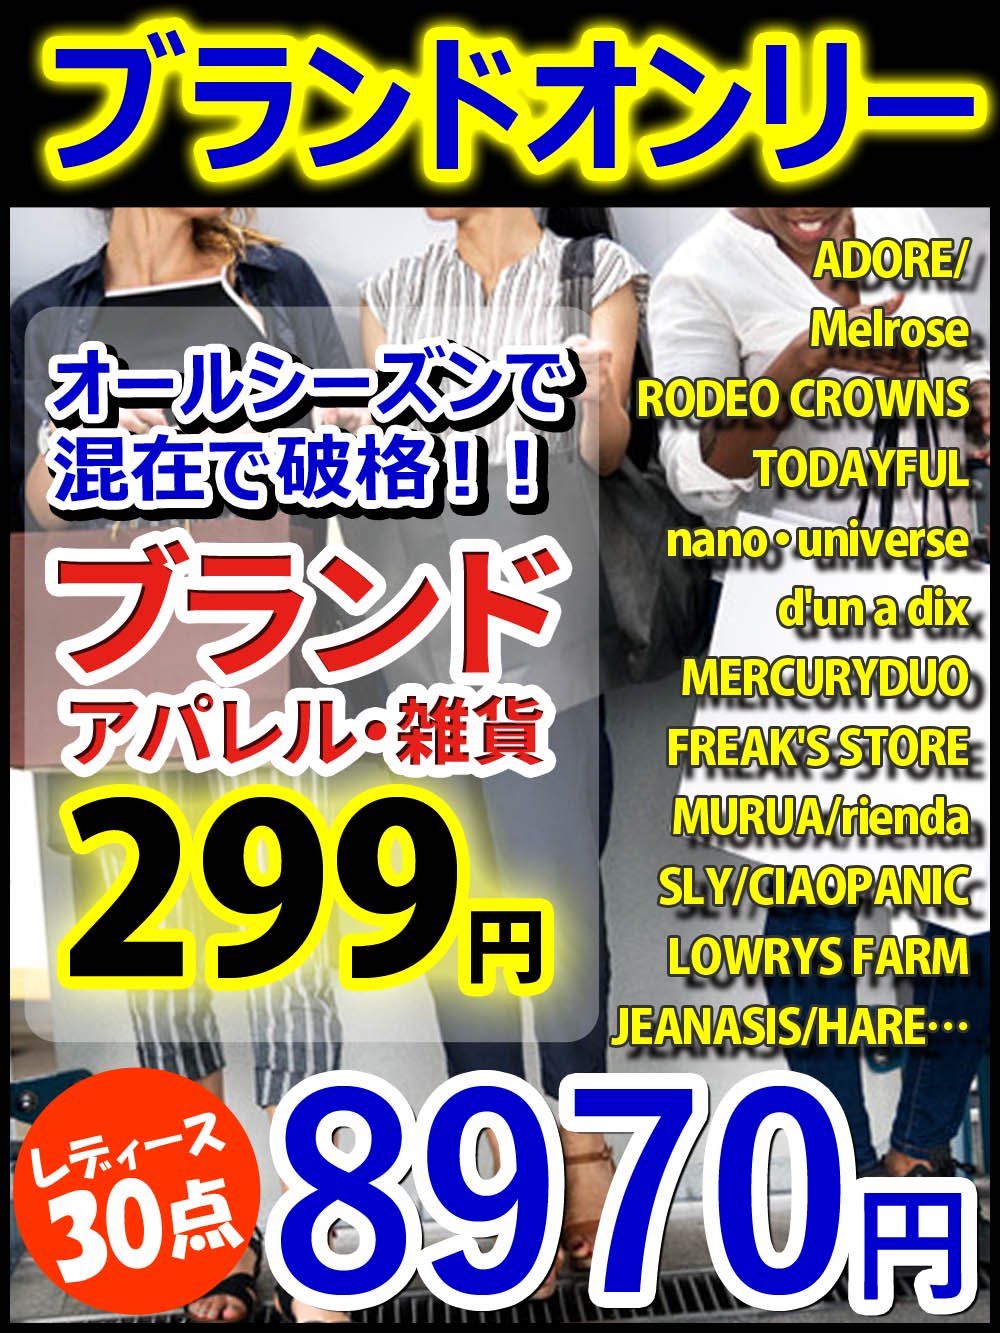 ブランドオンリー
オールシーズンで
混在で破格！！
ブランド
アパレル・雑貨
299円
ADORE/
Melrose
RODEO CROWNS
TODAYFUL
nano・universe
d'un a dix
MERCURYDUO
FREAK'S STORE
MURUA/rienda
SLY/CIAOPANIC
LOWRYS FARM
JEANASIS/HARE…
レディース
30点
8970円